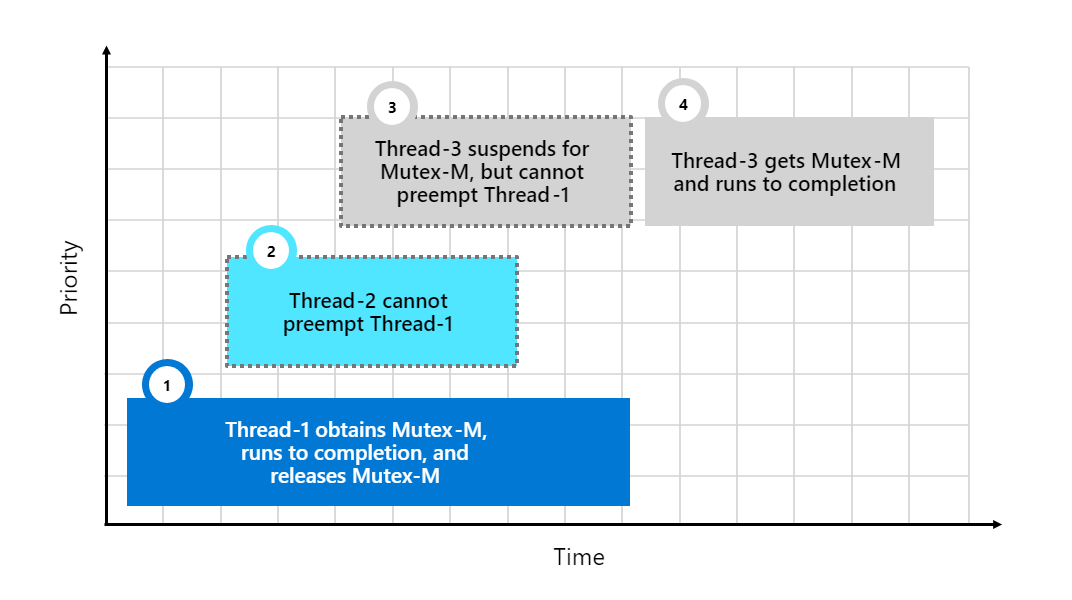 3
4
Thread-3 suspends for
Mutex-M, but cannot
preempt Thread-1
Thread-3 gets Mutex-M
and runs to completion
2
Thread-2 cannot
preempt Thread-1
Priority
1
Thread-1 obtains Mutex-M,
runs to completion, and
releases Mutex-M
Time